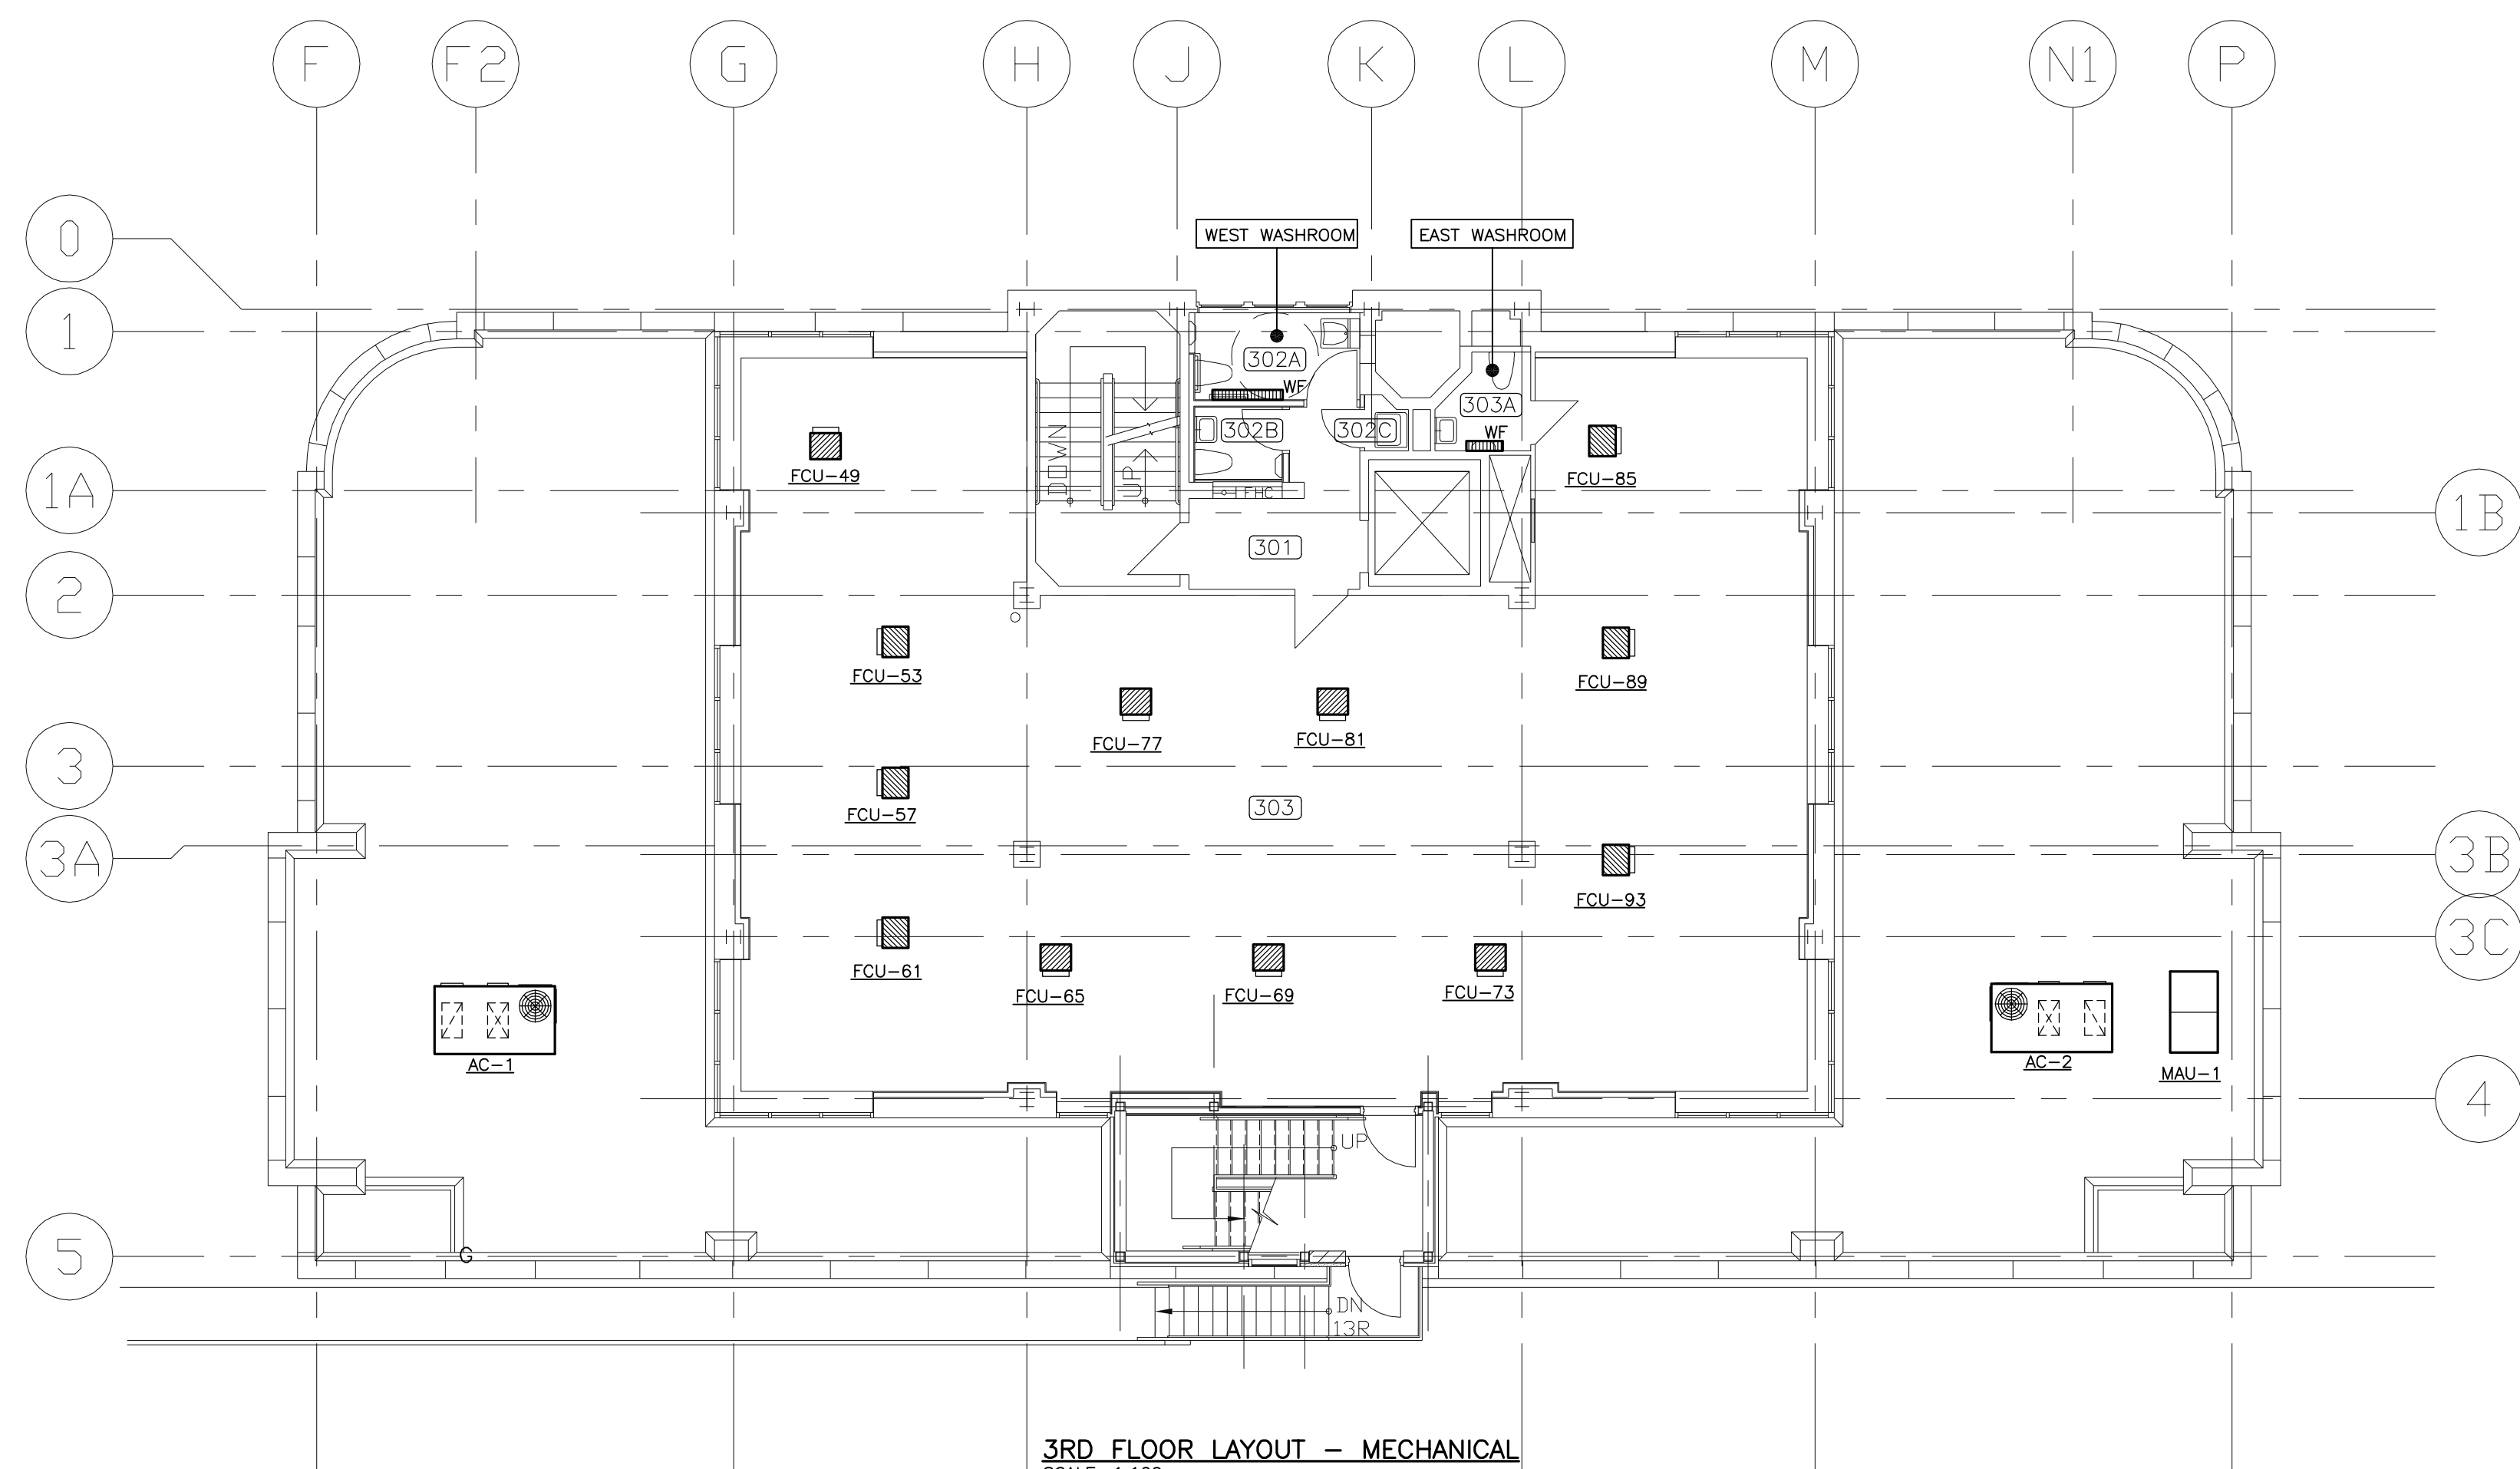 F F2 G H J K L M N1 P
0
WEST WASHROOM EAST WASHROOM
1
302A
WF
303A
302B 302C
WF
DOWN
UP
FCU-49
FCU-85
1A
FHC
1B
301
2
FCU-53
FCU-89
FCU-77
FCU-81
3
303
FCU-57
3A
3B
FCU-93
3C
FCU-61
FCU-65
FCU-69
FCU-73
AC-1
AC-2
MAU-1
4
UP
5
G
DN
13R
3RD FLOOR LAYOUT - MECHANICAL